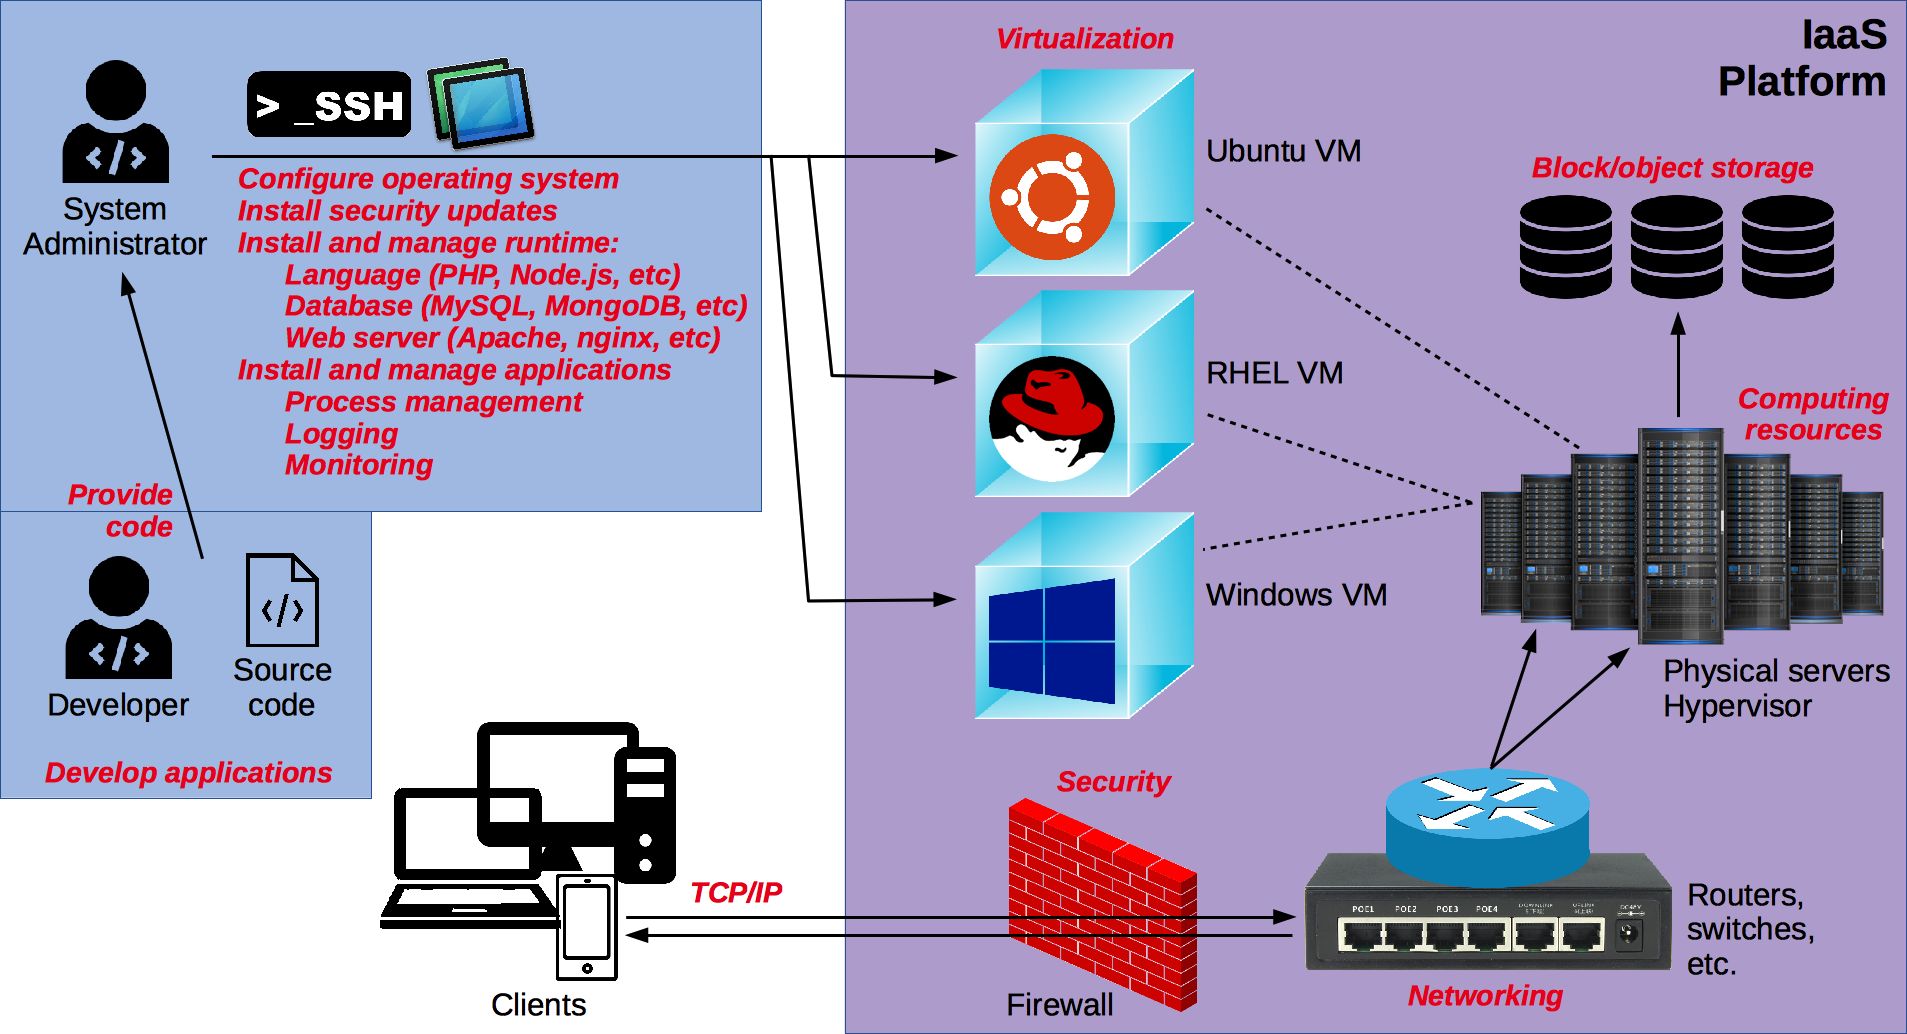 IaaS
Platform
Virtualization
> _SSH
Ubuntu VM
Block/object storage
System
Administrator
Configure operating system
Install security updates
Install and manage runtime:
Language (PHP, Node.js, etc)
Database (MySQL, MongoDB, etc)
Web server (Apache, nginx, etc)
Install and manage applications
Process management
Logging
Monitoring
RHEL VM
Computing
resources
Provide
code
Windows VM
Developer
Source
code
Physical servers
Hypervisor
Develop applications
Security
TCP/IP
POE1 POE2 POE3 POE4 DOWNLINK UPLINK DC48V
Routers,
switches,
etc.
Clients
Firewall
Networking